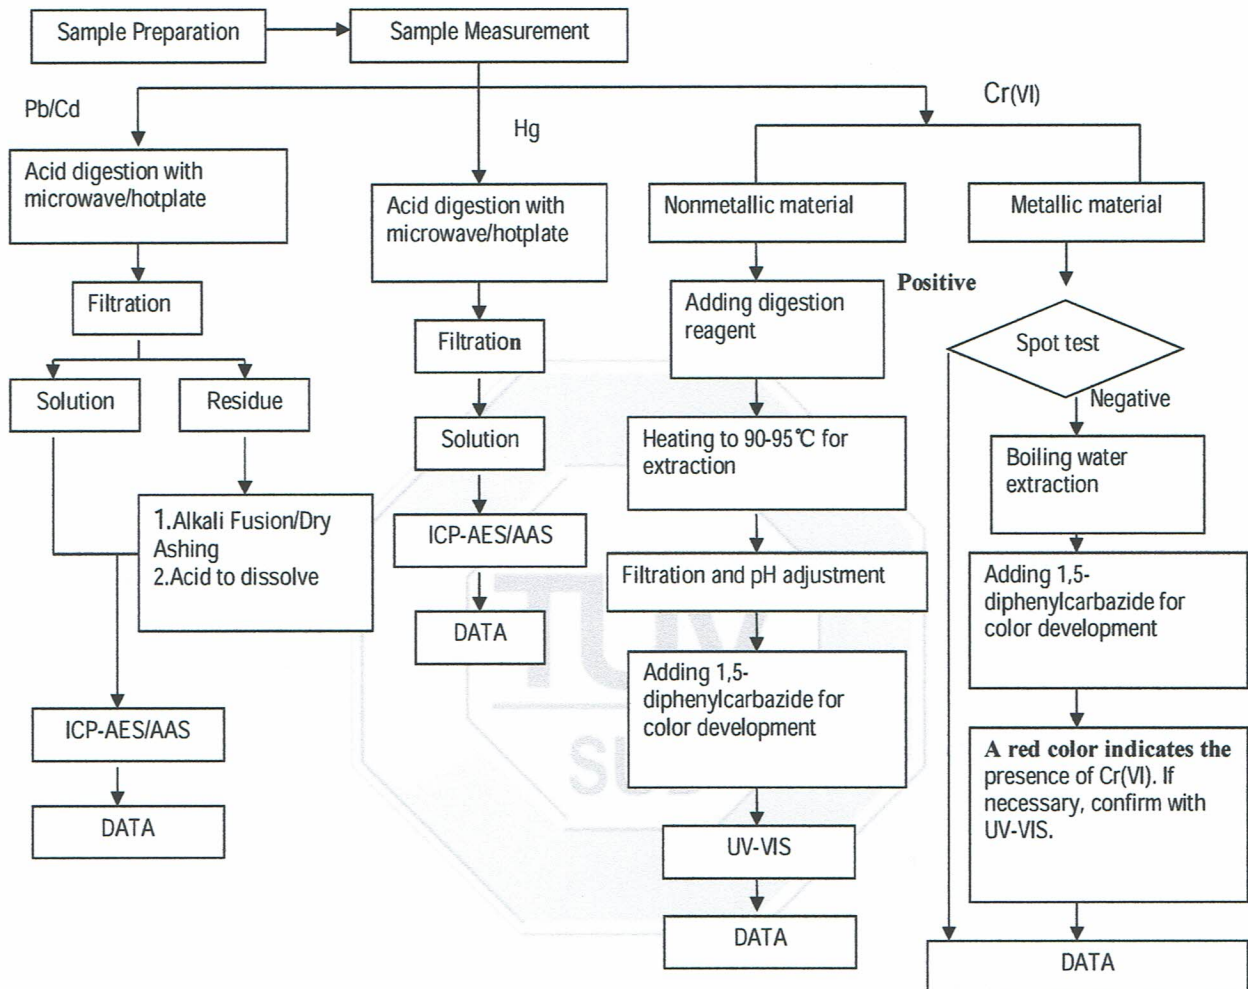 Sample Preparation
Sample Measurement
Pb/Cd
Hg
Cr(VI)
Acid digestion with
microwave/hotplate
Filtration
Solution
Residue
1.Alkali Fusion/Dry
Ashing
2.Acid to dissolve
ICP-AES/AAS
DATA
Acid digestion with
microwave/hotplate
Filtration
Solution
ICP-AES/AAS
DATA
Nonmetallic material
Adding digestion
reagent
Heating to 90-95℃ for
extraction
Filtration and pH adjustment
Adding 1,5-
diphenylcarbazide for
color development
UV-VIS
DATA
Metallic material
Positive
Spot test
Negative
Boiling water
extraction
Adding 1,5-
diphenylcarbazide for
color development
A red color indicates the
presence of Cr(VI). If
necessary, confirm with
UV-VIS.
DATA
TÜV